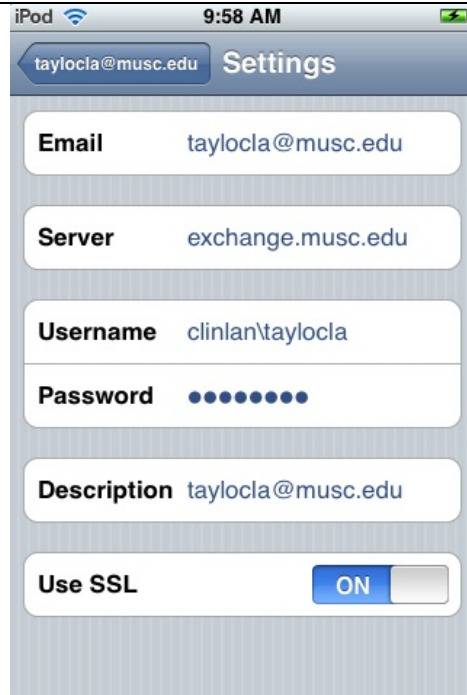 iPod 9:58 AM
taylocla@musc.edu Settings
Email taylocla@musc.edu
Server exchange.musc.edu
Username clinlan\taylocla
Password ●●●●●●●●
Description taylocla@musc.edu
Use SSL ON